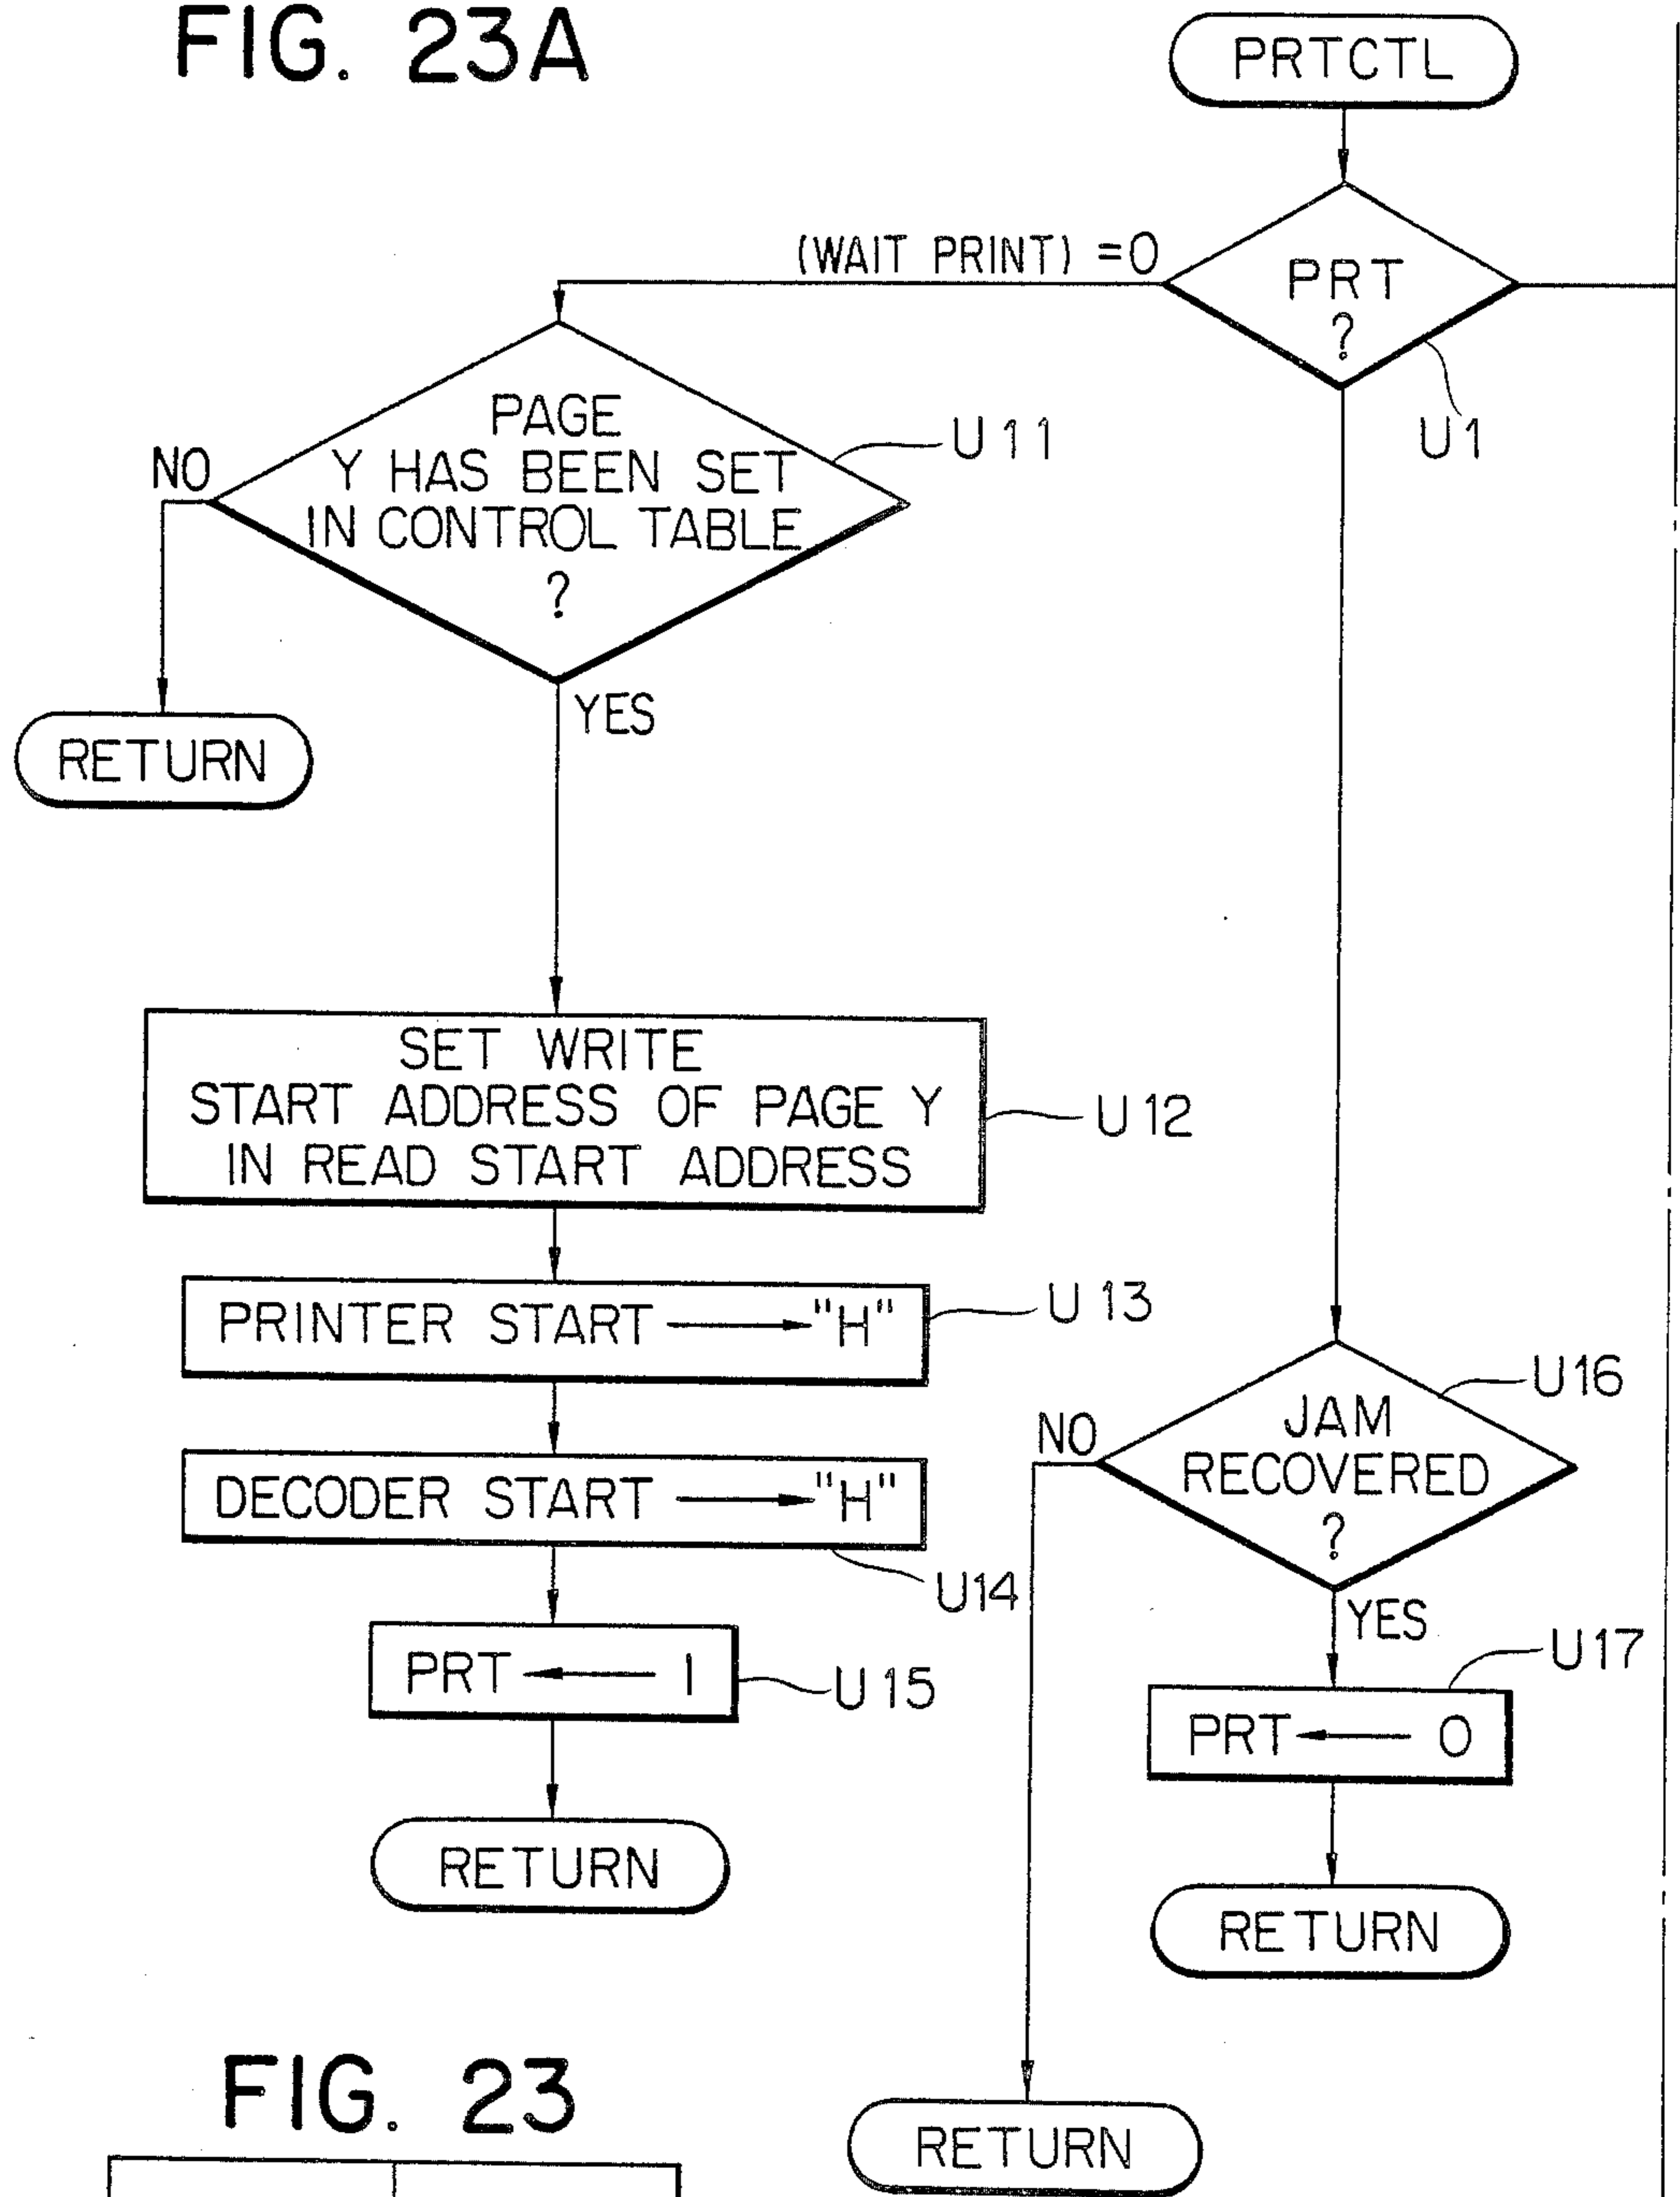 FIG. 23A
PRTCTL
(WAIT PRINT) = 0
PRT
?
U1
PAGE
Y HAS BEEN SET
IN CONTROL TABLE
?
U11
NO
RETURN
YES
SET WRITE
START ADDRESS OF PAGE Y
IN READ START ADDRESS
U12
PRINTER START → "H"
U13
DECODER START → "H"
U14
PRT ← 1
U15
RETURN
JAM
RECOVERED
?
U16
NO
YES
U17
PRT ← 0
RETURN
RETURN
FIG. 23